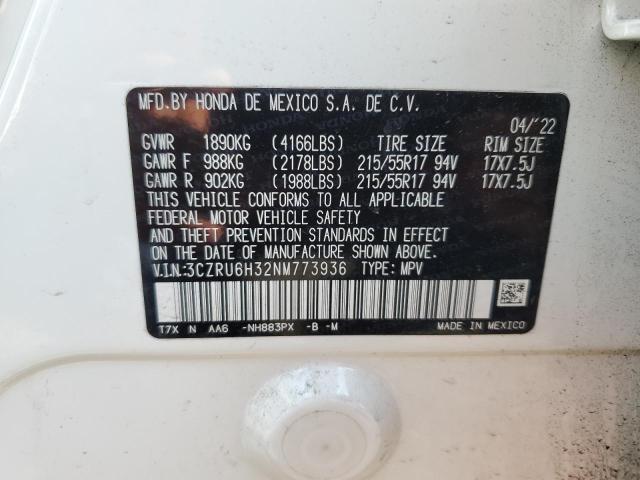 MFD.BY HONDA DE MEXICO S.A. DE C.V.
04/'22
GVWR 1890KG (4166LBS) TIRE SIZE RIM SIZE
GAWR F 988KG (2178LBS) 215/55R17 94V 17X7.5J
GAWR R 902KG (1988LBS) 215/55R17 94V 17X7.5J
THIS VEHICLE CONFORMS TO ALL APPLICABLE
FEDERAL MOTOR VEHICLE SAFETY
AND THEFT PREVENTION STANDARDS IN EFFECT
ON THE DATE OF MANUFACTURE SHOWN ABOVE.
V.I.N.:3CZRU6H32NM773936 TYPE: MPV
T7X N AA6 -NH883PX -B -M
MADE IN MEXICO